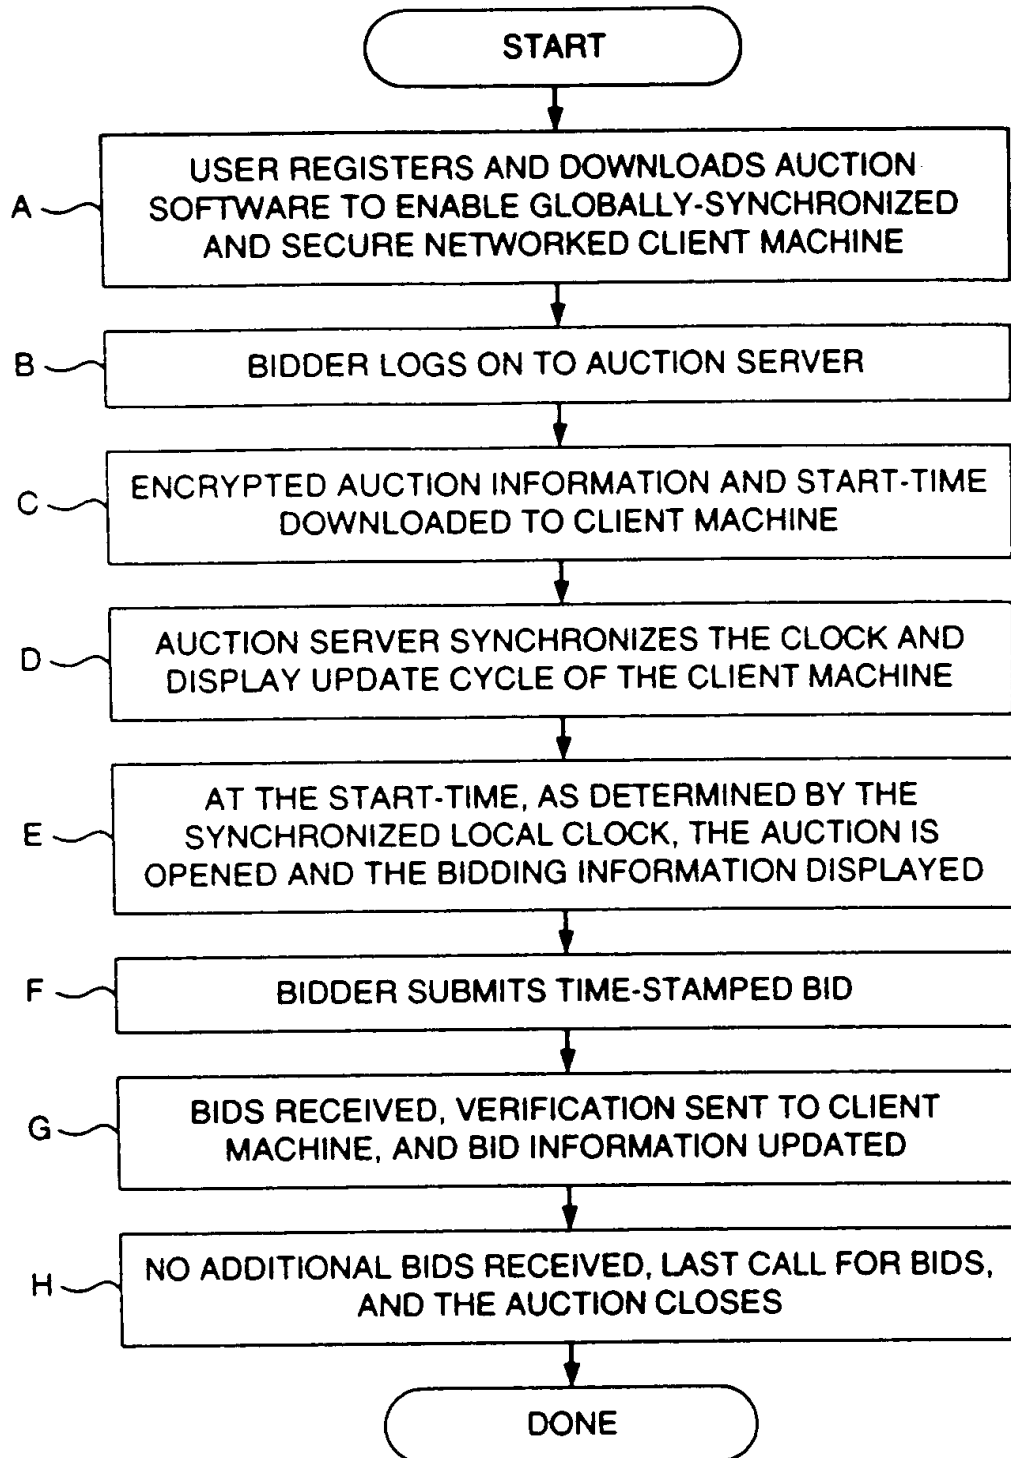 START
A
USER REGISTERS AND DOWNLOADS AUCTION
SOFTWARE TO ENABLE GLOBALLY-SYNCHRONIZED
AND SECURE NETWORKED CLIENT MACHINE
B
BIDDER LOGS ON TO AUCTION SERVER
C
ENCRYPTED AUCTION INFORMATION AND START-TIME
DOWNLOADED TO CLIENT MACHINE
D
AUCTION SERVER SYNCHRONIZES THE CLOCK AND
DISPLAY UPDATE CYCLE OF THE CLIENT MACHINE
E
AT THE START-TIME, AS DETERMINED BY THE
SYNCHRONIZED LOCAL CLOCK, THE AUCTION IS
OPENED AND THE BIDDING INFORMATION DISPLAYED
F
BIDDER SUBMITS TIME-STAMPED BID
G
BIDS RECEIVED, VERIFICATION SENT TO CLIENT
MACHINE, AND BID INFORMATION UPDATED
H
NO ADDITIONAL BIDS RECEIVED, LAST CALL FOR BIDS,
AND THE AUCTION CLOSES
DONE